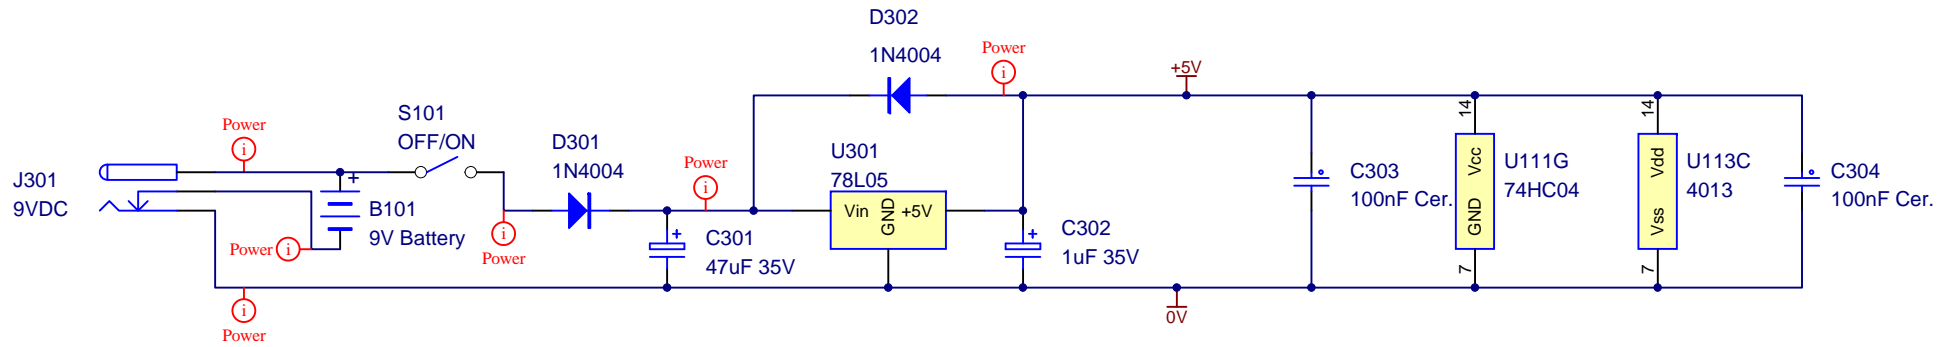 J301
9VDC
Power
i
Power
i
i
Power
+
B101
9V Battery
S101
OFF/ON
i
Power
D301
1N4004
Power
i
+
C301
47uF 35V
D302
1N4004
U301
78L05
Vin
GND
+5V
Power
i
+
C302
1uF 35V
+5V
0V
C303
100nF Cer.
14
Vcc
GND
7
U111G
74HC04
14
Vdd
Vss
7
U113C
4013
C304
100nF Cer.